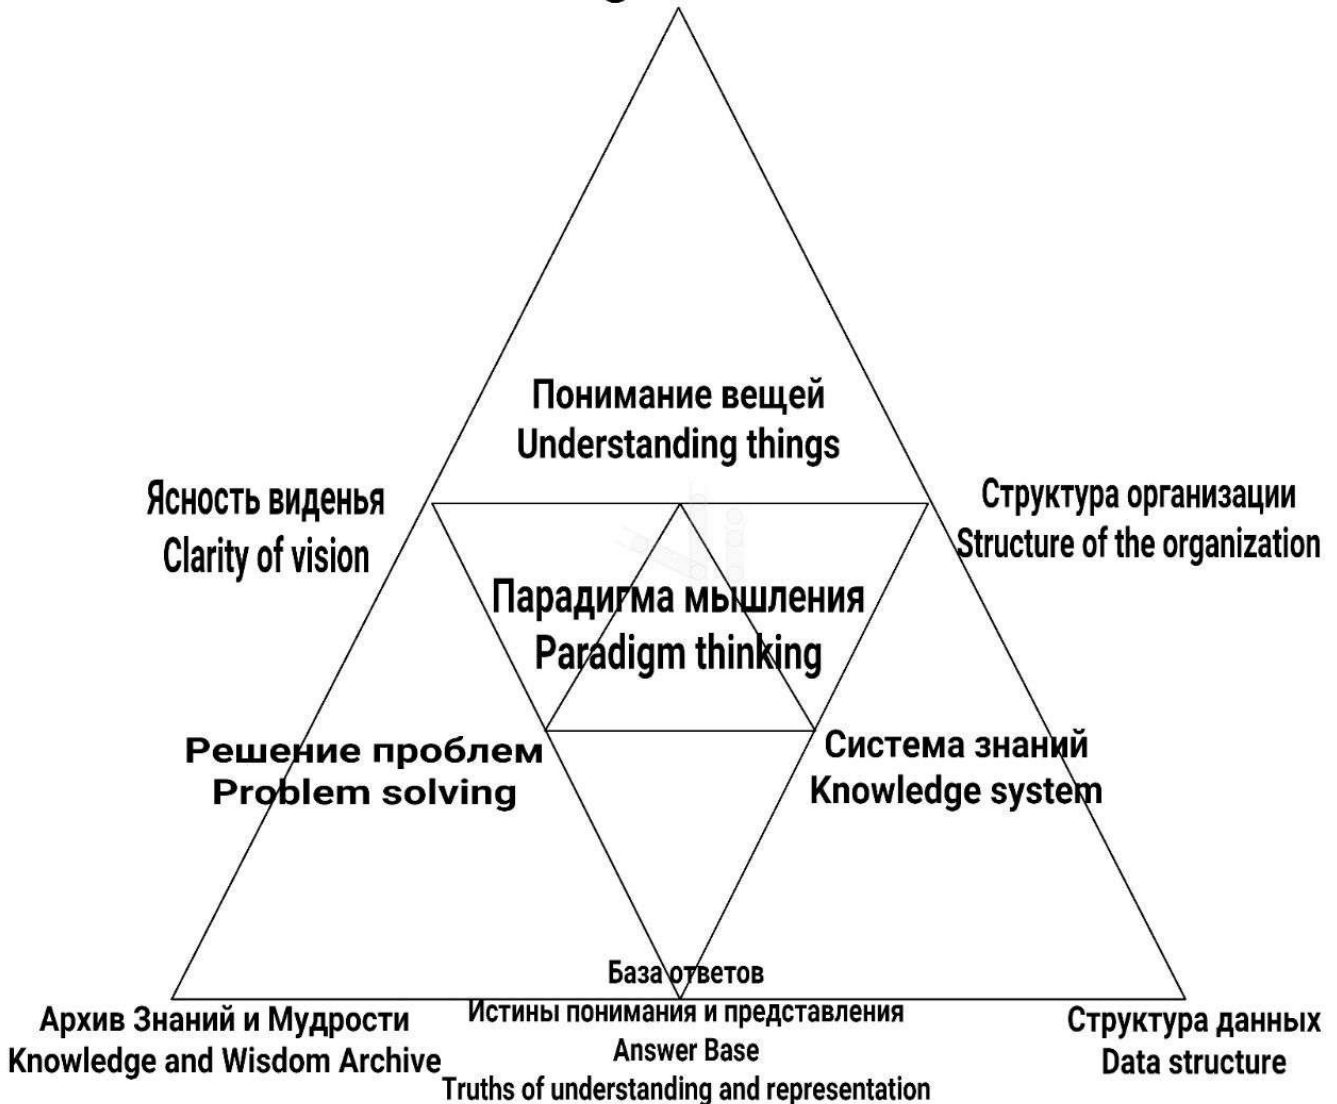 Понимание вещей
Understanding things
Ясность виденья
Clarity of vision
Структура организации
Structure of the organization
Парадигма мышления
Paradigm thinking
Решение проблем
Problem solving
Система знаний
Knowledge system
База ответов
Истины понимания и представления
Answer Base
Truths of understanding and representation
Архив Знаний и Мудрости
Knowledge and Wisdom Archive
Структура данных
Data structure